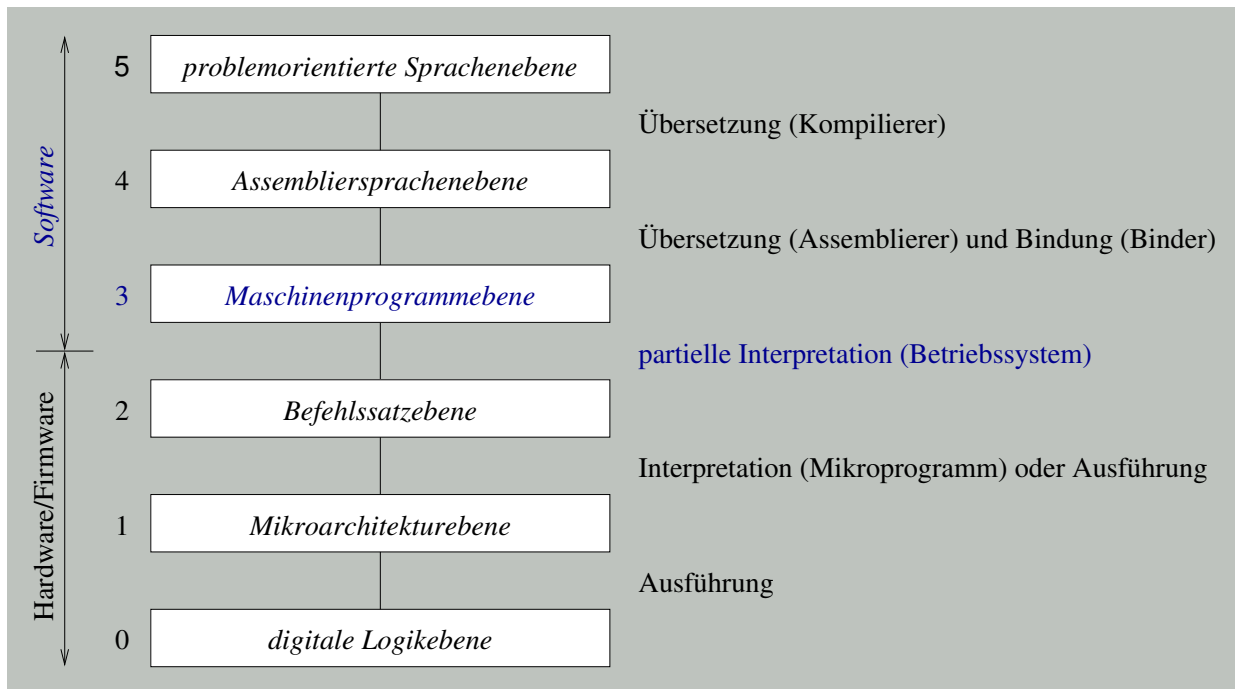 5 problemorientierte Sprachenebene
Übersetzung (Kompilierer)
4 Assembliersprachenebene
Übersetzung (Assemblierer) und Bindung (Binder)
3 Maschinenprogrammebene
partielle Interpretation (Betriebssystem)
2 Befehlssatzebene
Interpretation (Mikroprogramm) oder Ausführung
1 Mikroarchitekturebene
Ausführung
0 digitale Logikebene
Software
Hardware/Firmware